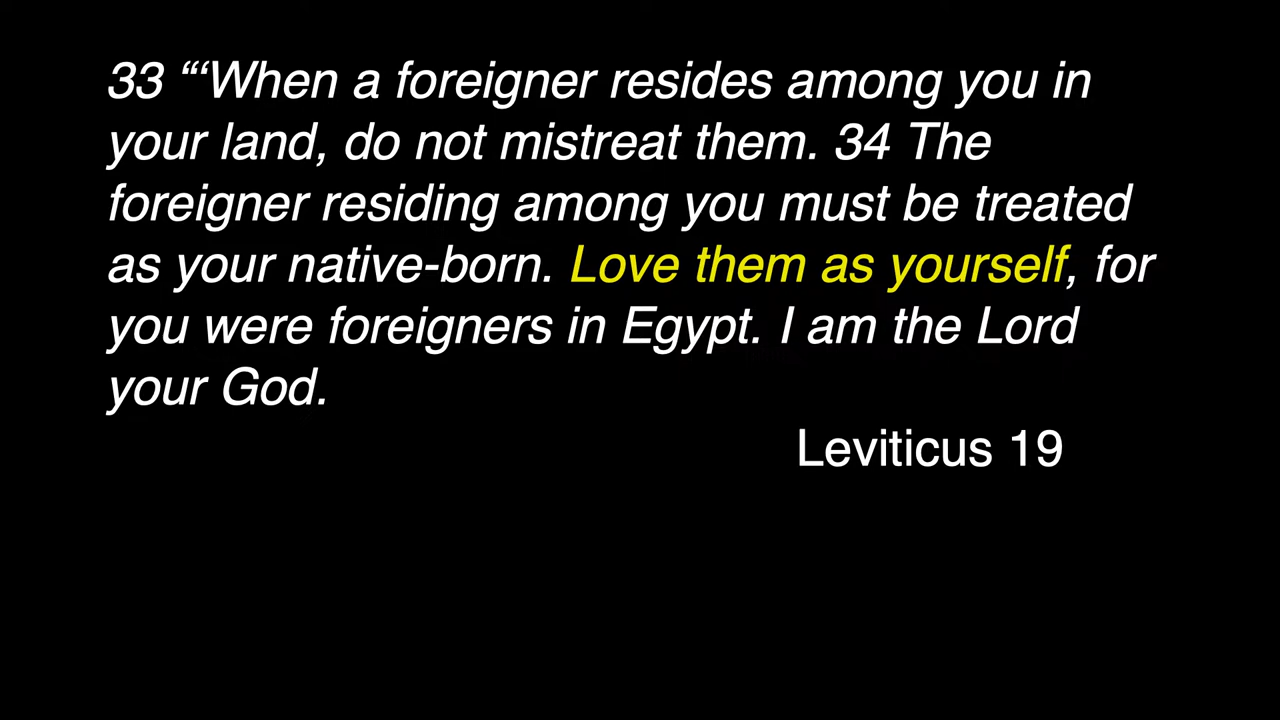 33 “‘When a foreigner resides among you in
your land, do not mistreat them. 34 The
foreigner residing among you must be treated
as your native-born. Love them as yourself, for
you were foreigners in Egypt. I am the Lord
your God.
Leviticus 19